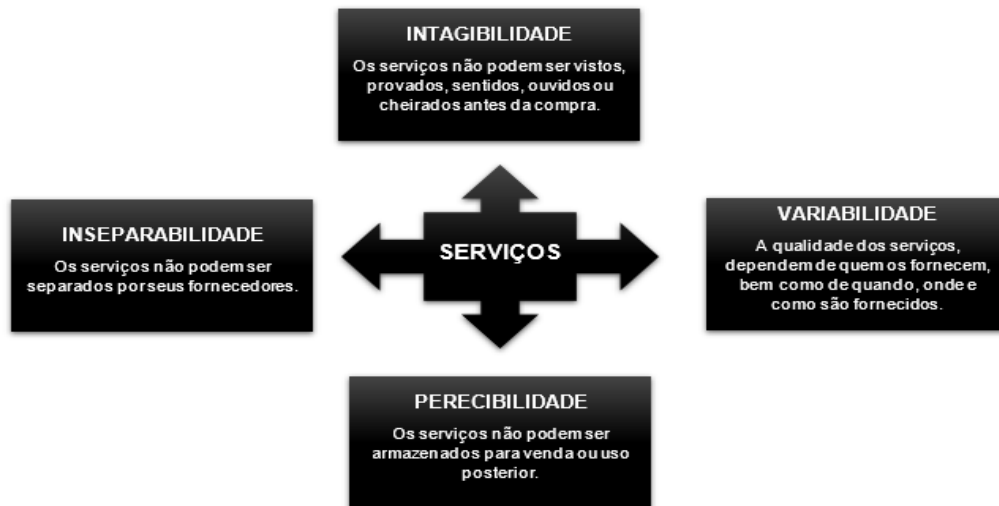 INTAGIBILIDADE
Os serviços não podem ser vistos,
provados, sentidos, ouvidos ou
cheirados antes da compra.
INSEPARABILIDADE
Os serviços não podem ser
separados por seus fornecedores.
SERVIÇOS
VARIABILIDADE
A qualidade dos serviços,
dependem de quem os fornecem,
bem como de quando, onde e
como são fornecidos.
PERECIBILIDADE
Os serviços não podem ser
armazenados para venda ou uso
posterior.